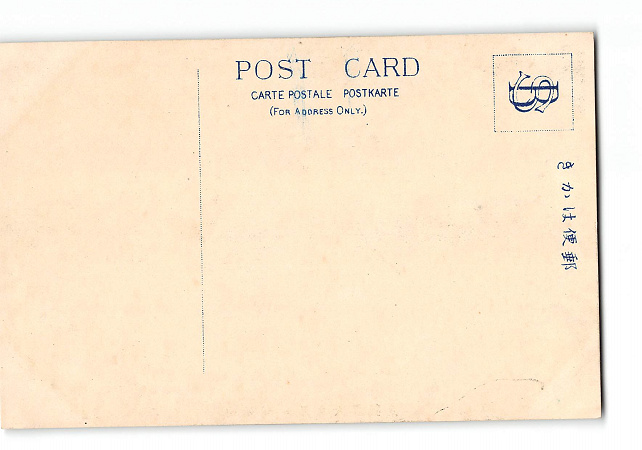 POST CARD
CARTE POSTALE POSTKARTE
(FOR ADDRESS ONLY.)
きかは便郵